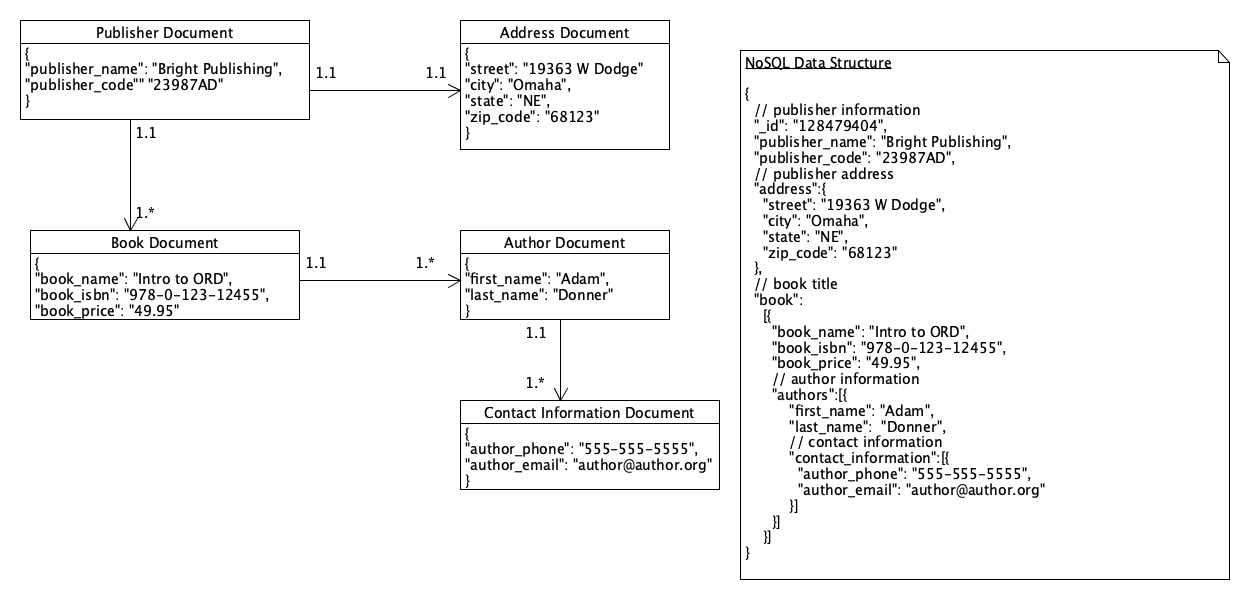 Publisher Document
{
"publisher_name": "Bright Publishing",
"publisher_code"" "23987AD"
}
1.1
1.1
Address Document
{
"street": "19363 W Dodge"
"city": "Omaha",
"state": "NE",
"zip_code": "68123"
}
1.1
1.*
Book Document
{
"book_name": "Intro to ORD",
"book_isbn": "978-0-123-12455",
"book_price": "49.95"
1.1
1.*
Author Document
{
"first_name": "Adam",
"last_name": "Donner"
}
1.1
1.*
Contact Information Document
{
"author_phone": "555-555-5555",
"author_email": "author@author.org"
}
NoSQL Data Structure
{
// publisher information
"_id": "128479404",
"publisher_name": "Bright Publishing",
"publisher_code": "23987AD",
// publisher address
"address":{
"street": "19363 W Dodge",
"city": "Omaha",
"state": "NE",
"zip_code": "68123"
},
// book title
"book":
[{
"book_name": "Intro to ORD",
"book_isbn": "978-0-123-12455",
"book_price": "49.95",
// author information
"authors":[{
"first_name": "Adam",
"last_name":  "Donner",
// contact information
"contact_information":[{
"author_phone": "555-555-5555",
"author_email": "author@author.org"
}]
}]
}]
}